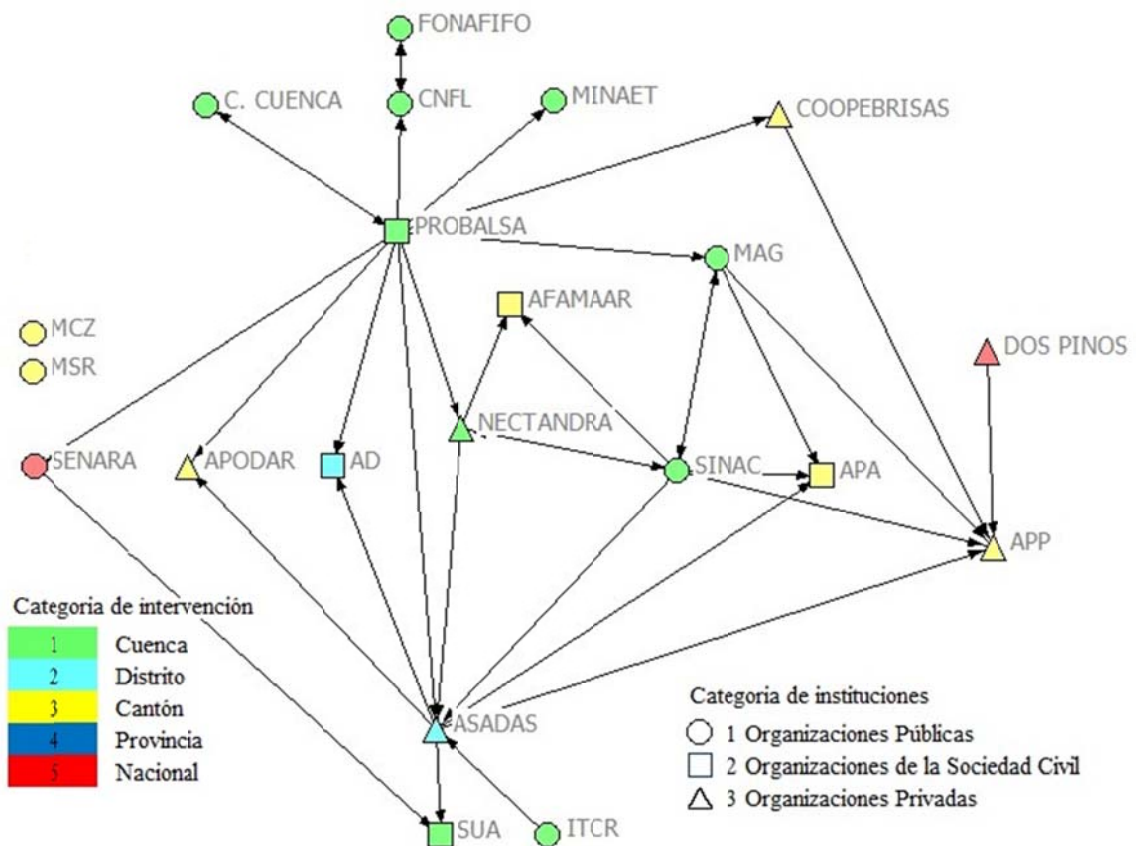 FONAFIFO
C. CUENCA
CNFL
MINAET
COOPEBRISAS
PROBALSA
MAG
AFAMAAR
MCZ
MSR
DOS PINOS
NECTANDRA
SENARA
APODAR
AD
SINAC
APA
APP
Categoria de intervención
1 Cuenca
2 Distrito
3 Cantón
4 Provincia
5 Nacional
ASADAS
Categoria de instituciones
1 Organizaciones Públicas
2 Organizaciones de la Sociedad Civil
3 Organizaciones Privadas
SUA
ITCR